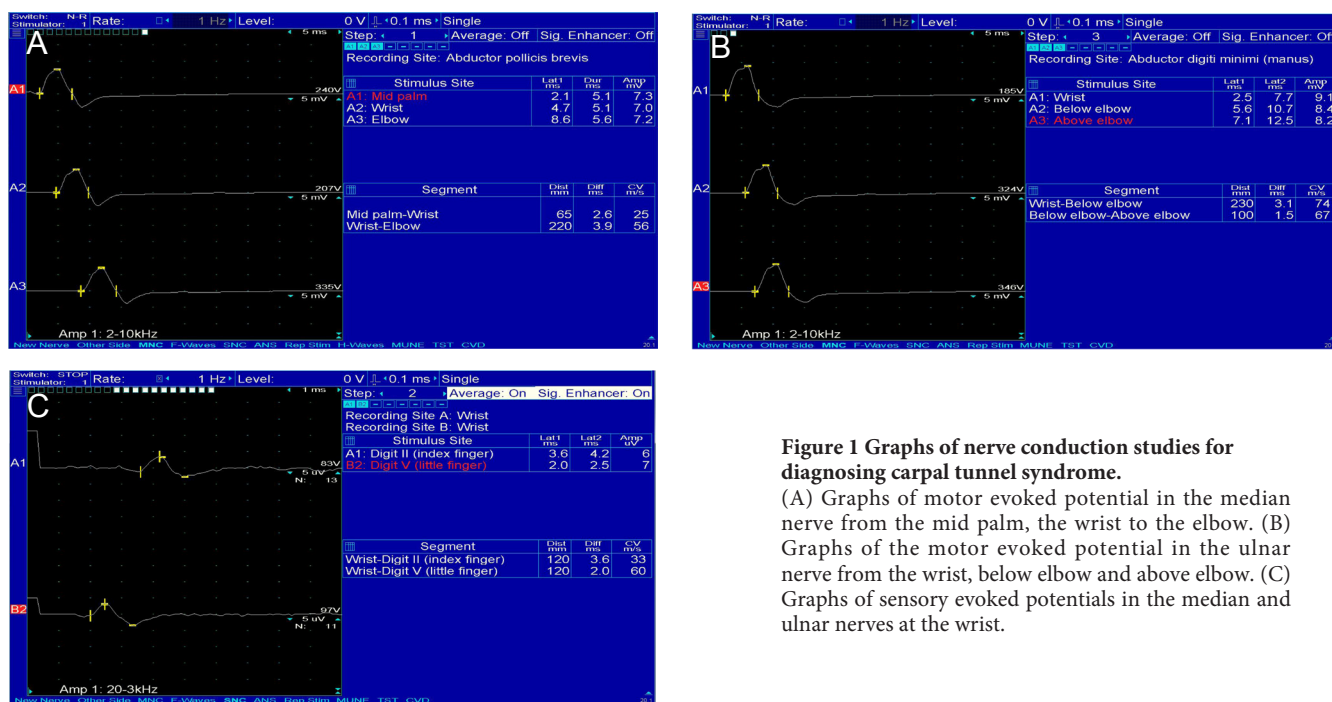 Switch: N-R
Stimulator: 1
Rate: 1 Hz Level: 0 V 0.1 ms Single
5 ms
Step: 1 Average: Off Sig. Enhancer: Off
A
A1 A2 A3
Recording Site: Abductor pollicis brevis
Stimulus Site Lat1 ms Dur ms Amp mV
A1: Mid palm 2.1 5.1 7.3
A2: Wrist 4.7 5.1 7.0
A3: Elbow 8.6 5.6 7.2
A1
240V
5 mV
A2
207V
5 mV
Segment Dist mm Diff ms CV m/s
Mid palm-Wrist 65 2.6 25
Wrist-Elbow 220 3.9 56
A3
335V
5 mV
Amp 1: 2-10kHz
New Nerve Other Side MNC F-Waves SNC ANS Rep Stim H-Waves MUNE TST CVD
20.1
Switch: N-R
Stimulator: 1
Rate: 1 Hz Level: 0 V 0.1 ms Single
5 ms
Step: 3 Average: Off Sig. Enhancer: Off
B
A1 A2 A3
Recording Site: Abductor digiti minimi (manus)
Stimulus Site Lat1 ms Lat2 ms Amp mV
A1: Wrist 2.5 7.7 9.1
A2: Below elbow 5.6 10.7 8.4
A3: Above elbow 7.1 12.5 8.2
A1
185V
5 mV
A2
324V
5 mV
Segment Dist mm Diff ms CV m/s
Wrist-Below elbow 230 3.1 74
Below elbow-Above elbow 100 1.5 67
A3
346V
5 mV
Amp 1: 2-10kHz
New Nerve Other Side MNC F-Waves SNC ANS Rep Stim H-Waves MUNE TST CVD
Switch: STOP
Stimulator: 1
Rate: 1 Hz Level: 0 V 0.1 ms Single
1 ms
Step: 2 Average: On Sig. Enhancer: On
C
A1 B2
Recording Site A: Wrist
Recording Site B: Wrist
Stimulus Site Lat1 ms Lat2 ms Amp uV
A1: Digit II (index finger) 3.6 4.2 6
B2: Digit V (little finger) 2.0 2.5 7
A1
83V
5 uV
N: 13
Segment Dist mm Diff ms CV m/s
Wrist-Digit II (index finger) 120 3.6 33
Wrist-Digit V (little finger) 120 2.0 60
B2
97V
5 uV
N: 11
Amp 1: 20-3kHz
New Nerve Other Side MNC F-Waves SNC ANS Rep Stim MUNE TST CVD
20.1
Figure 1 Graphs of nerve conduction studies for
diagnosing carpal tunnel syndrome.
(A) Graphs of motor evoked potential in the median
nerve from the mid palm, the wrist to the elbow. (B)
Graphs of the motor evoked potential in the ulnar
nerve from the wrist, below elbow and above elbow. (C)
Graphs of sensory evoked potentials in the median and
ulnar nerves at the wrist.